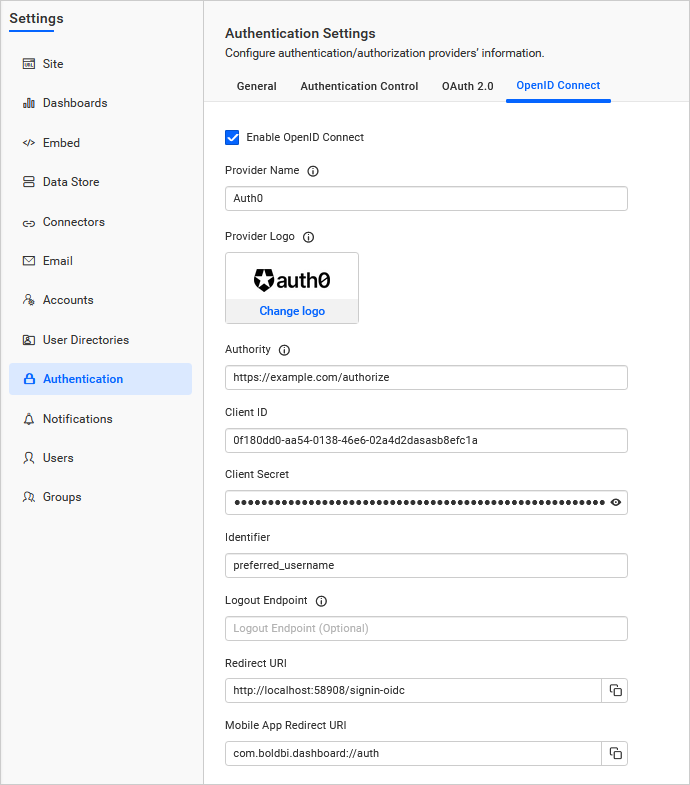 Settings
Site
Dashboards
Embed
Data Store
Connectors
Email
Accounts
User Directories
Authentication
Notifications
Users
Groups
Authentication Settings
Configure authentication/authorization providers' information.
General Authentication Control OAuth 2.0 OpenID Connect
Enable OpenID Connect
Provider Name
Auth0
Provider Logo
auth0
Change logo
Authority
https://example.com/authorize
Client ID
0f180dd0-aa54-0138-46e6-02a4d2dasasb8efc1a
Client Secret
Identifier
preferred_username
Logout Endpoint
Logout Endpoint (Optional)
Redirect URI
http://localhost:58908/signin-oidc
Mobile App Redirect URI
com.boldbi.dashboard://auth